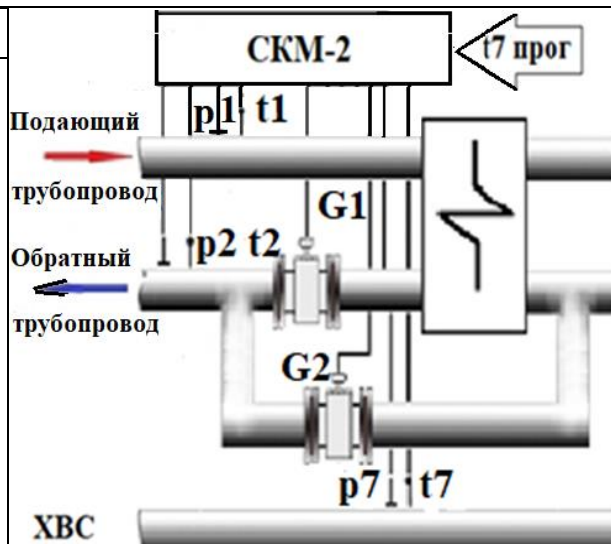 СКМ-2
t7 прог
p1 t1
Подающий
трубопровод
G1
p2 t2
Обратный
трубопровод
G2
p7 t7
ХВС